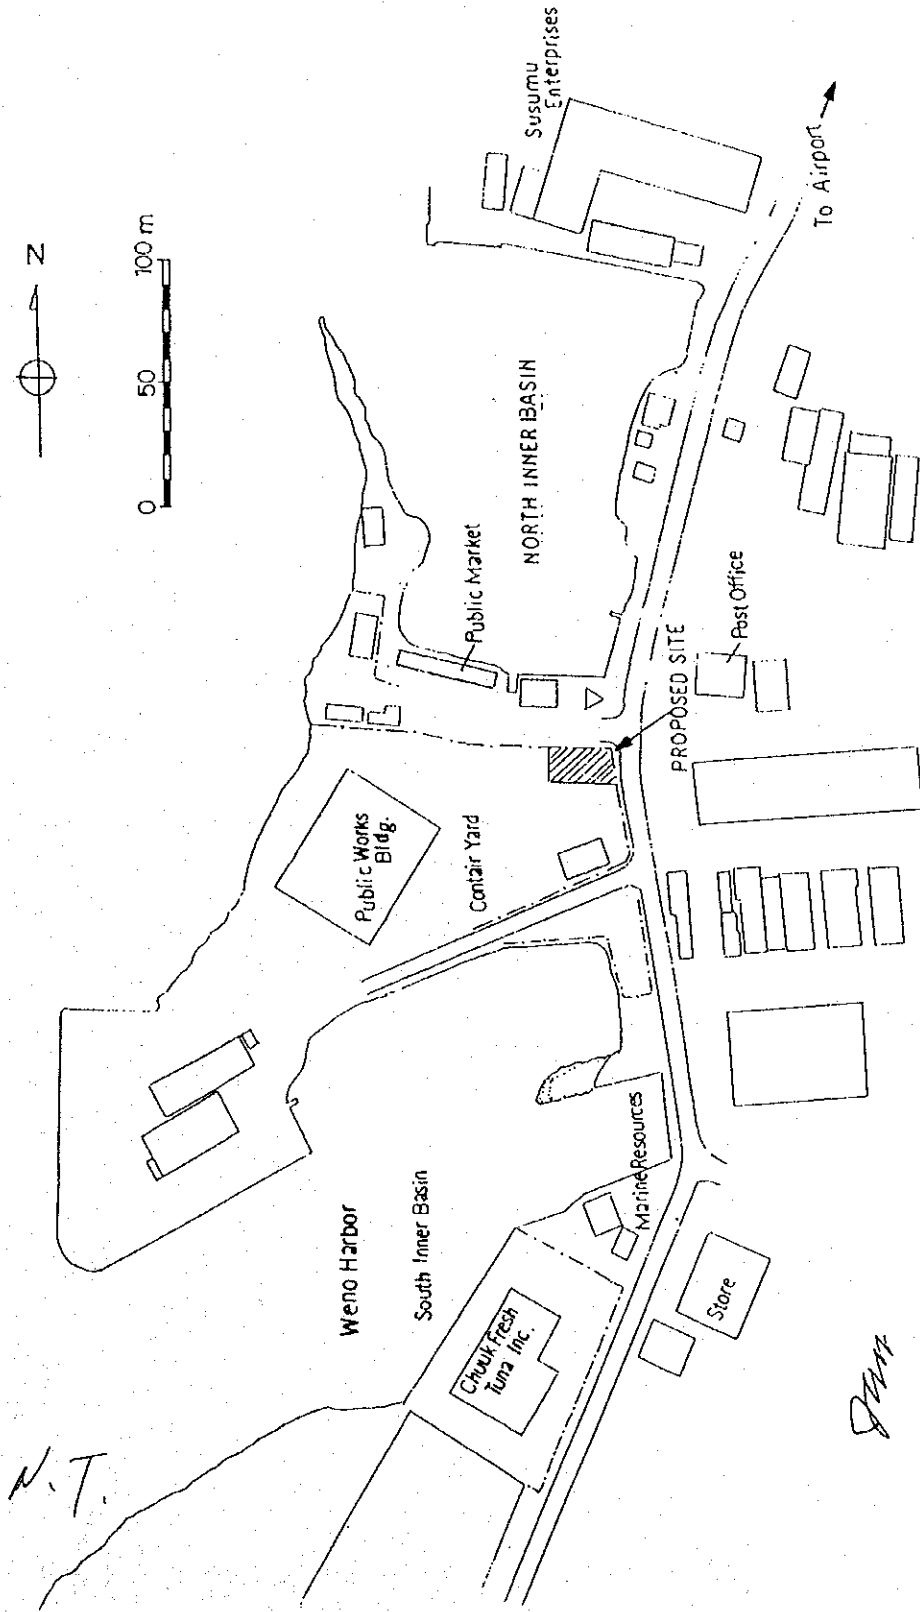 N
0 50 100 m
Susumu
Enterprises
To Airport
NORTH INNER BASIN
Public Market
Post Office
PROPOSED SITE
Public Works
Bldg.
Contair Yard
Marine Resources
Weno Harbor
South Inner Basin
Chuuk Fresh
Tuna Inc.
Store
N.T.